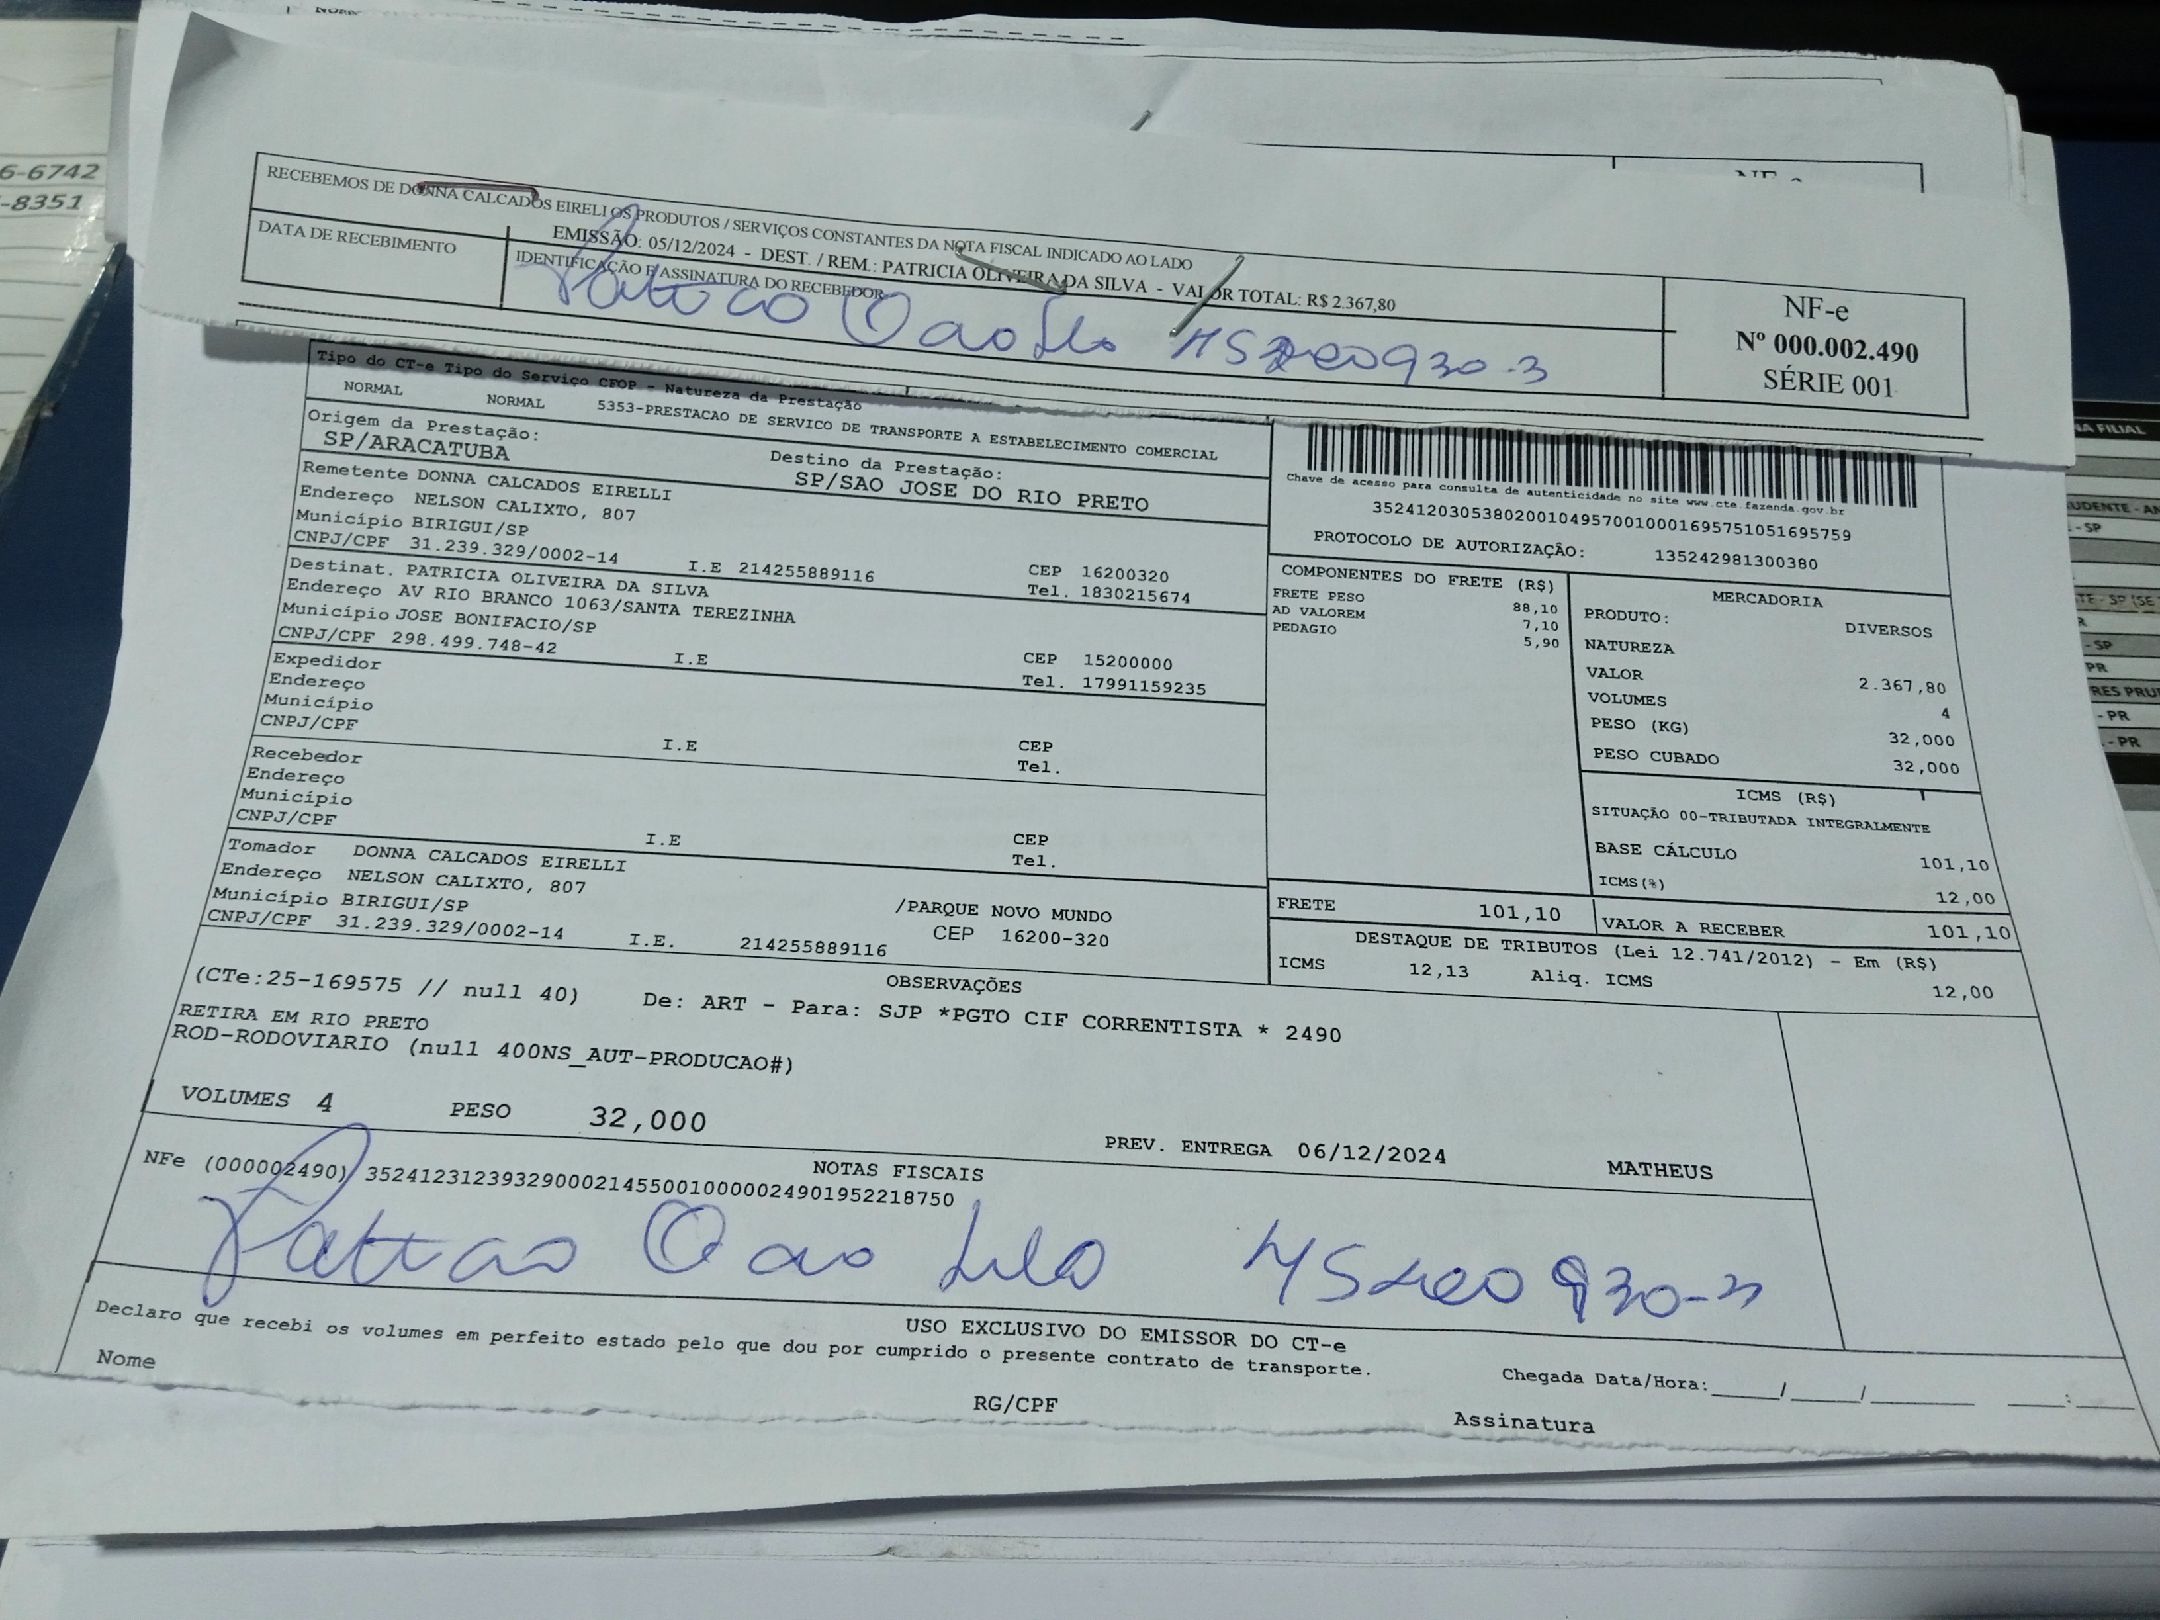 6-6742
-8351
RECEBEMOS DE DONNA CALCADOS EIRELI OS PRODUTOS / SERVIÇOS CONSTANTES DA NOTA FISCAL INDICADO AO LADO
EMISSÃO: 05/12/2024 - DEST. / REM.: PATRICIA OLIVEIRA DA SILVA - VALOR TOTAL: R$ 2.367,80
DATA DE RECEBIMENTO
IDENTIFICAÇÃO E ASSINATURA DO RECEBEDOR
NF-e
Nº 000.002.490
SÉRIE 001
Tipo do CT-e Tipo do Serviço CFOP - Natureza da Prestação
NORMAL NORMAL 5353-PRESTACAO DE SERVICO DE TRANSPORTE A ESTABELECIMENTO COMERCIAL
Origem da Prestação: Destino da Prestação:
SP/ARACATUBA SP/SAO JOSE DO RIO PRETO
Remetente DONNA CALCADOS EIRELLI
Endereço NELSON CALIXTO, 807
Município BIRIGUI/SP CEP 16200320
CNPJ/CPF 31.239.329/0002-14 I.E 214255889116 Tel. 1830215674
Destinat. PATRICIA OLIVEIRA DA SILVA
Endereço AV RIO BRANCO 1063/SANTA TEREZINHA
Município JOSE BONIFACIO/SP CEP 15200000
CNPJ/CPF 298.499.748-42 I.E Tel. 17991159235
Expedidor
Endereço
Município CEP
CNPJ/CPF I.E Tel.
Recebedor
Endereço
Município CEP
CNPJ/CPF I.E Tel.
Tomador DONNA CALCADOS EIRELLI
Endereço NELSON CALIXTO, 807 /PARQUE NOVO MUNDO
Município BIRIGUI/SP CEP 16200-320
CNPJ/CPF 31.239.329/0002-14 I.E. 214255889116
Chave de acesso para consulta de autenticidade no site www.cte.fazenda.gov.br
35241203053802001049570010001695751051695759
PROTOCOLO DE AUTORIZAÇÃO: 135242981300380
COMPONENTES DO FRETE (R$)
FRETE PESO 88,10
AD VALOREM 7,10
PEDAGIO 5,90
MERCADORIA
PRODUTO: DIVERSOS
NATUREZA
VALOR 2.367,80
VOLUMES 4
PESO (KG) 32,000
PESO CUBADO 32,000
ICMS (R$)
SITUAÇÃO 00-TRIBUTADA INTEGRALMENTE
BASE CÁLCULO 101,10
ICMS(%) 12,00
FRETE 101,10 VALOR A RECEBER 101,10
DESTAQUE DE TRIBUTOS (Lei 12.741/2012) - Em (R$)
ICMS 12,13 Aliq. ICMS 12,00
OBSERVAÇÕES
(CTe:25-169575 // null 40) De: ART - Para: SJP *PGTO CIF CORRENTISTA * 2490
RETIRA EM RIO PRETO
ROD-RODOVIARIO (null 400NS_AUT-PRODUCAO#)
VOLUMES 4 PESO 32,000 PREV. ENTREGA 06/12/2024 MATHEUS
NOTAS FISCAIS
NFe (000002490) 35241231239329000214550010000024901952218750
USO EXCLUSIVO DO EMISSOR DO CT-e
Declaro que recebi os volumes em perfeito estado pelo que dou por cumprido o presente contrato de transporte.
Chegada Data/Hora:_____/_____/_______ ____:____
Nome RG/CPF Assinatura